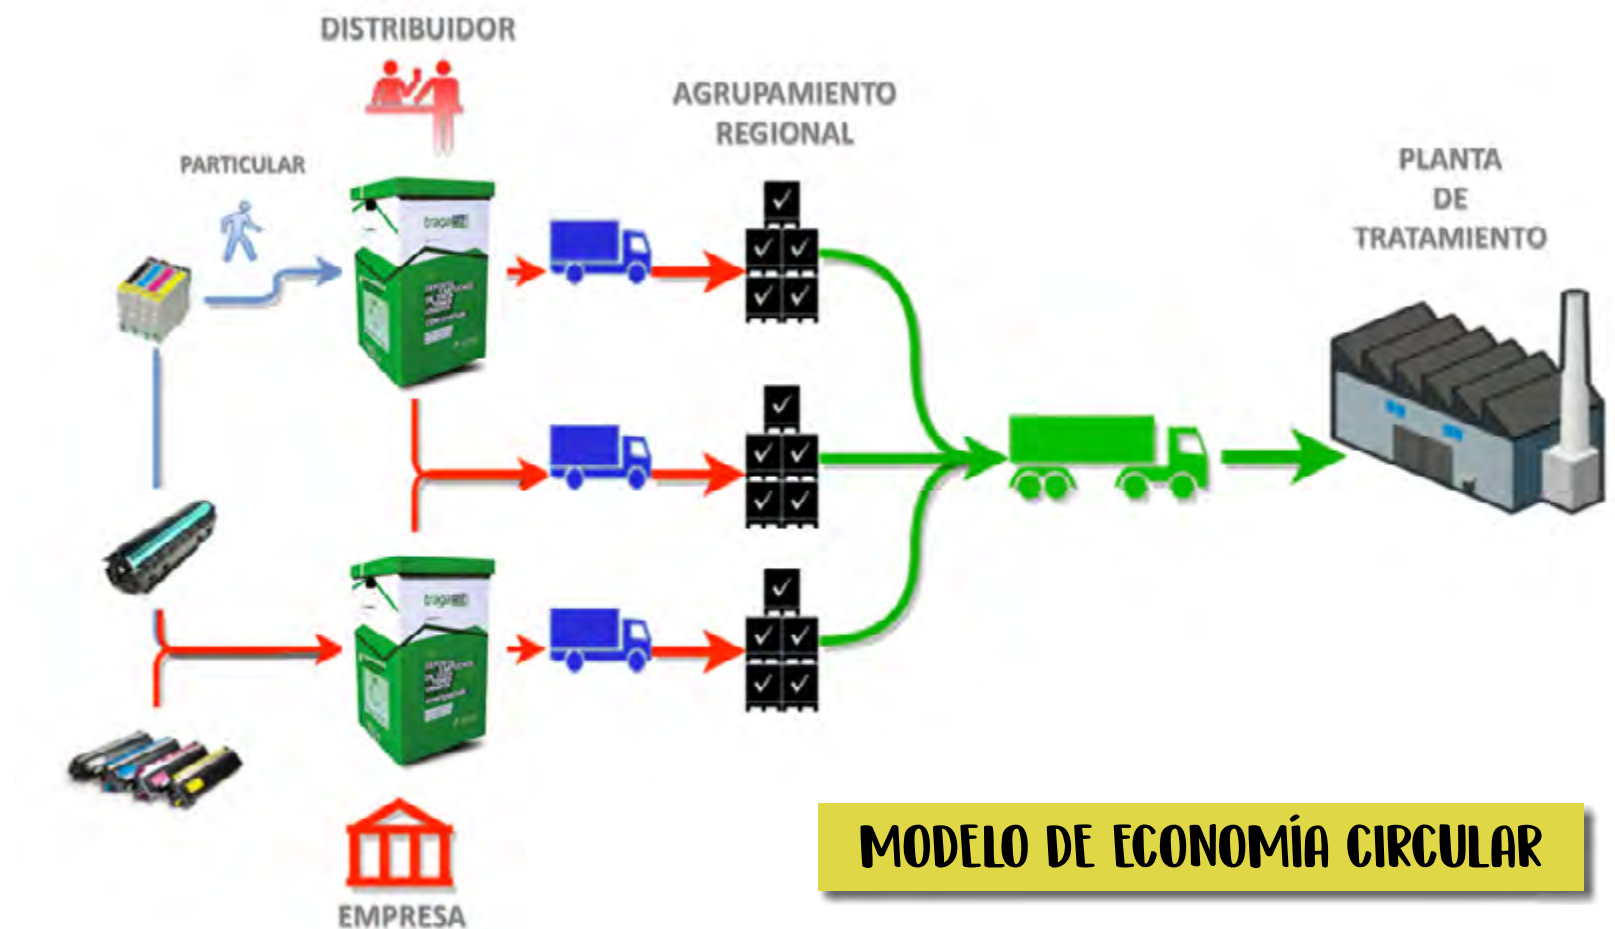 DISTRIBUIDOR
AGRUPAMIENTO
REGIONAL
PARTICULAR
PLANTA
DE
TRATAMIENTO
MODELO DE ECONOMÍA CIRCULAR
EMPRESA